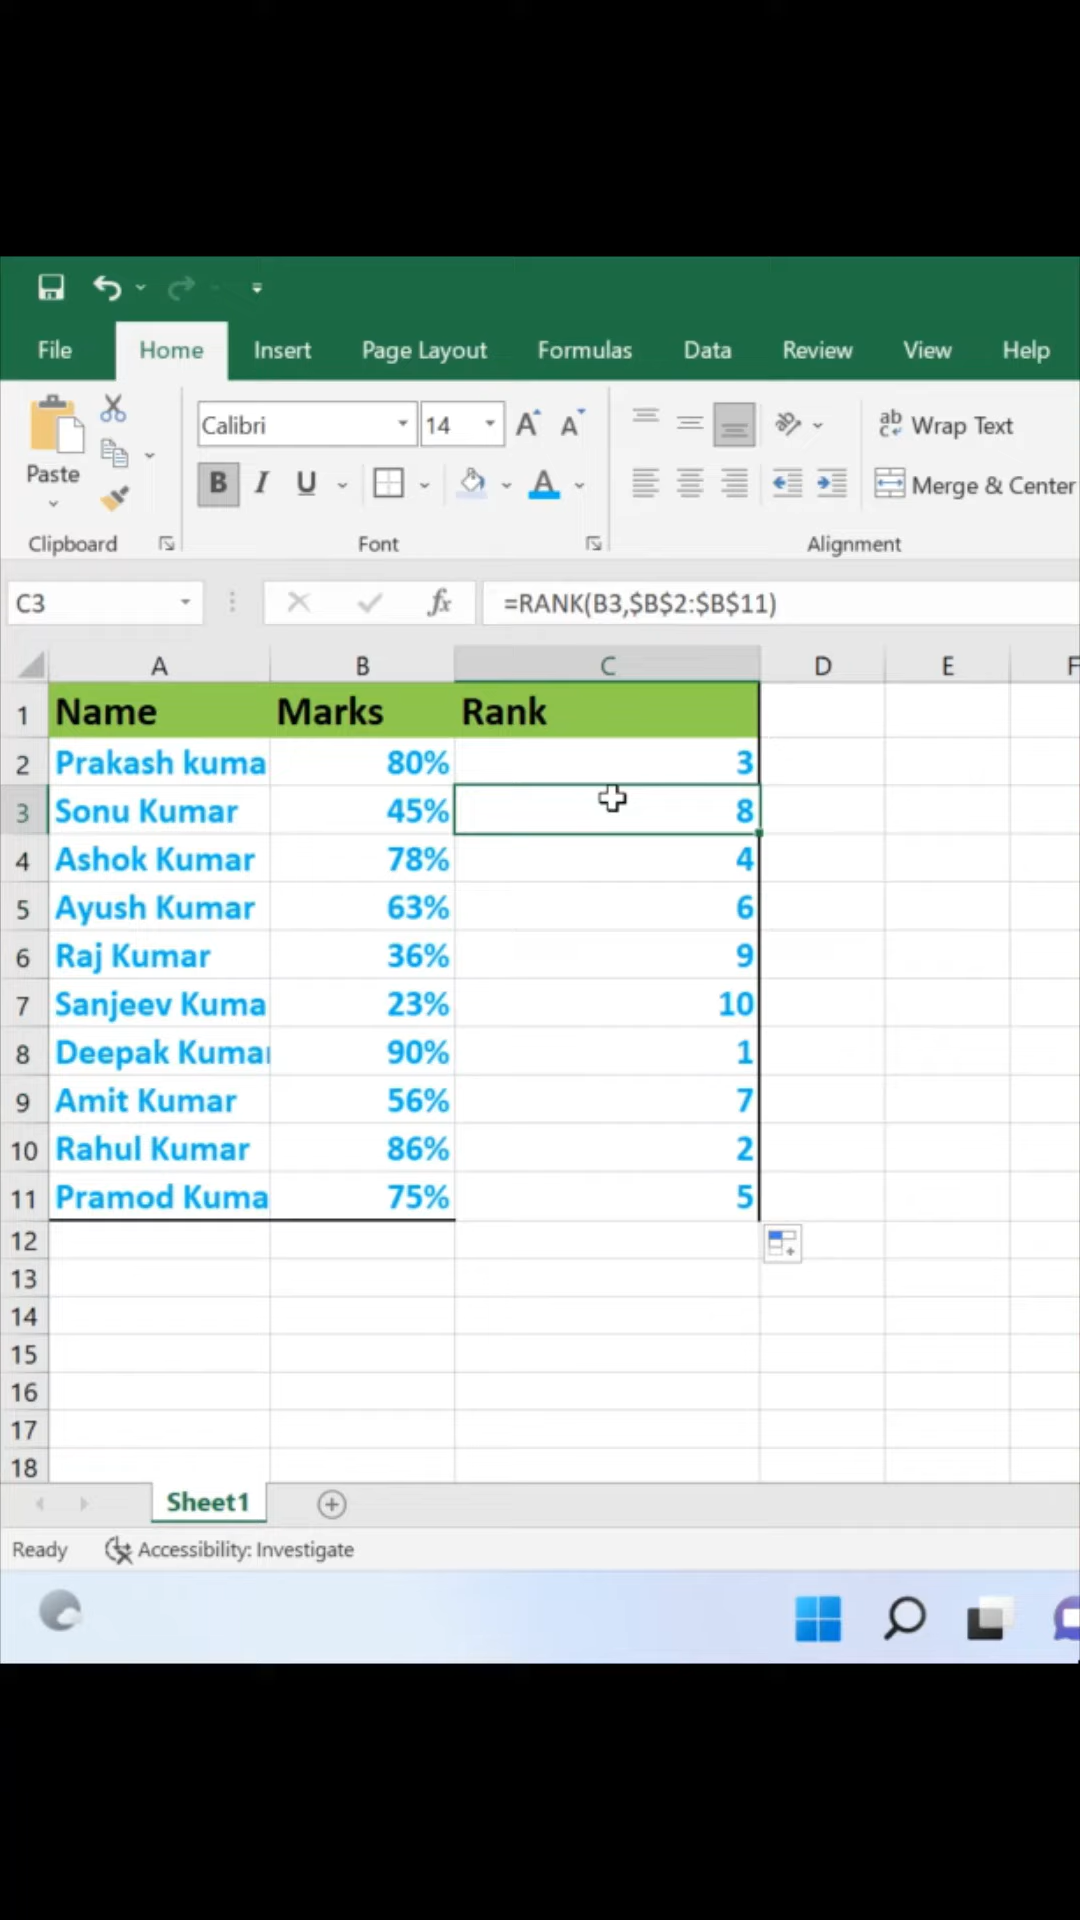 File Home Insert Page Layout Formulas Data Review View Help
Calibri 14 A A ab Wrap Text
Paste B I U A Merge & Center
Clipboard Font Alignment
C3 fx =RANK(B3,$B$2:$B$11)
A B C D E F
1 Name Marks Rank
2 Prakash kuma 80% 3
3 Sonu Kumar 45% 8
4 Ashok Kumar 78% 4
5 Ayush Kumar 63% 6
6 Raj Kumar 36% 9
7 Sanjeev Kuma 23% 10
8 Deepak Kumar 90% 1
9 Amit Kumar 56% 7
10 Rahul Kumar 86% 2
11 Pramod Kuma 75% 5
12
13
14
15
16
17
18
Sheet1
Ready Accessibility: Investigate